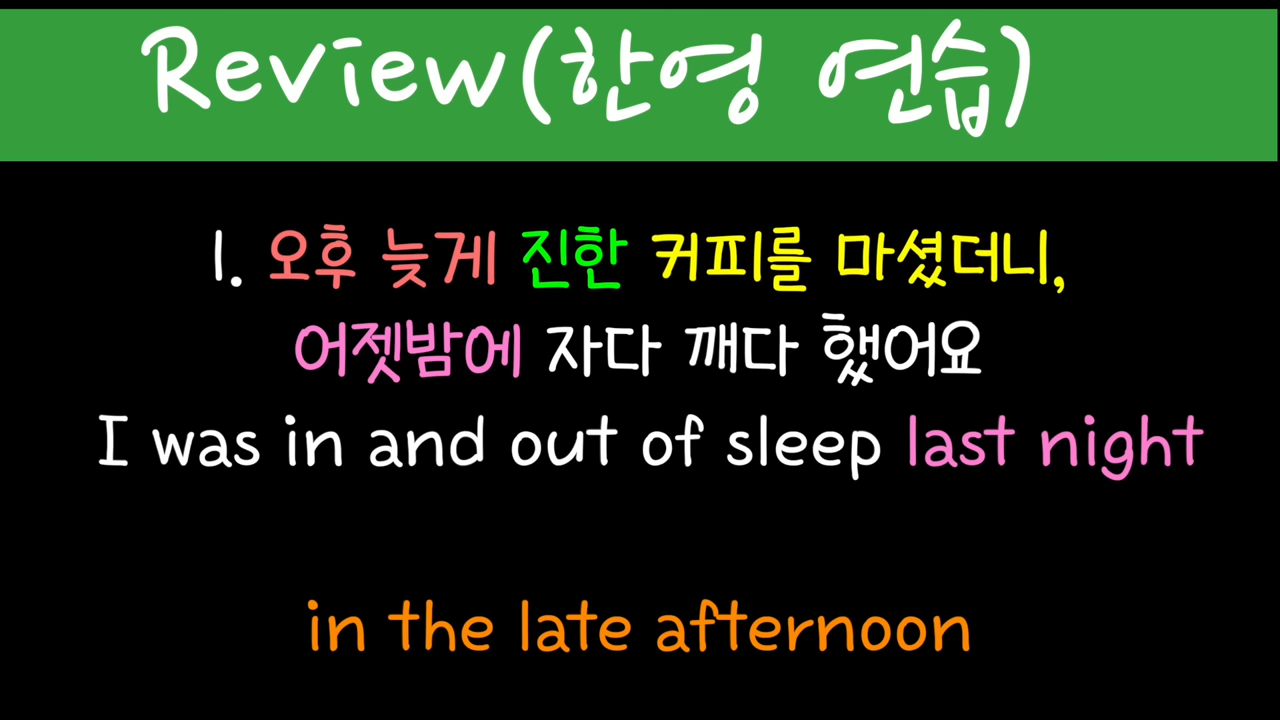 Review(한영 연습)
1. 오후 늦게 진한 커피를 마셨더니,
어젯밤에 자다 깨다 했어요
I was in and out of sleep last night
in the late afternoon